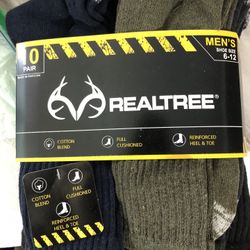 0
PAIR
MEN'S
SHOE SIZE
6-12
REALTREE
COTTON
BLEND
FULL
CUSHIONED
REINFORCED
HEEL & TOE
COTTON
BLEND
FULL
CUSHIONED
REINFORCED
HEEL & TOE